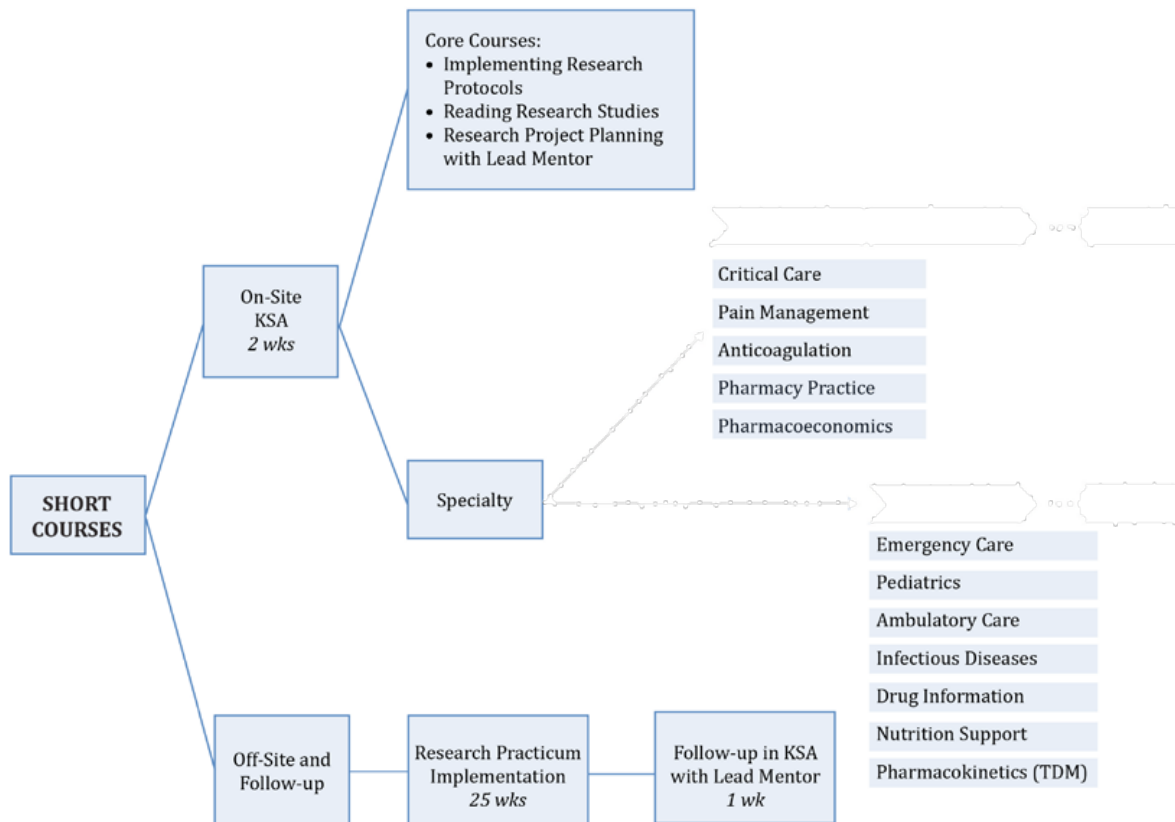 Core Courses:
• Implementing Research
Protocols
• Reading Research Studies
• Research Project Planning
with Lead Mentor
On-Site
KSA
2 wks
Critical Care
Pain Management
Anticoagulation
Pharmacy Practice
Pharmacoeconomics
SHORT
COURSES
Specialty
Emergency Care
Pediatrics
Ambulatory Care
Infectious Diseases
Drug Information
Nutrition Support
Pharmacokinetics (TDM)
Off-Site and
Follow-up
Research Practicum
Implementation
25 wks
Follow-up in KSA
with Lead Mentor
1 wk